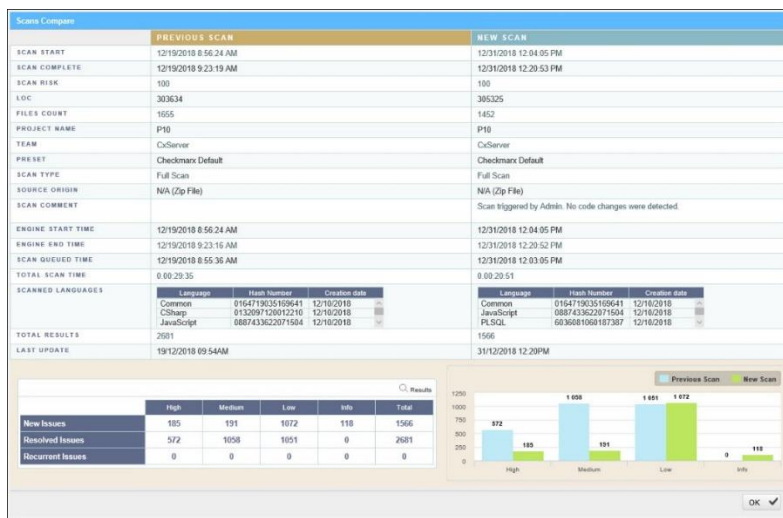 Scans Compare
PREVIOUS SCAN NEW SCAN
SCAN START 12/19/2018 8:56:24 AM 12/31/2018 12:04:05 PM
SCAN COMPLETE 12/19/2018 9:23:19 AM 12/31/2018 12:20:53 PM
SCAN RISK 100 100
LOC 303634 305325
FILES COUNT 1655 1452
PROJECT NAME P10 P10
TEAM CxServer CxServer
PRESET Checkmarx Default Checkmarx Default
SCAN TYPE Full Scan Full Scan
SOURCE ORIGIN N/A (Zip File) N/A (Zip File)
SCAN COMMENT Scan triggered by Admin. No code changes were detected.
ENGINE START TIME 12/19/2018 8:56:24 AM 12/31/2018 12:04:05 PM
ENGINE END TIME 12/19/2018 9:23:16 AM 12/31/2018 12:20:52 PM
SCAN QUEUED TIME 12/19/2018 8:55:36 AM 12/31/2018 12:03:05 PM
TOTAL SCAN TIME 0.00:29:35 0.00:20:51
SCANNED LANGUAGES Language Hash Number Creation date Language Hash Number Creation date
Common 0164719035169641 12/10/2018 Common 0164719035169641 12/10/2018
CSharp 0132097120012210 12/10/2018 JavaScript 0887433622071504 12/10/2018
JavaScript 0887433622071504 12/10/2018 PLSQL 6036081060187387 12/10/2018
TOTAL RESULTS 2681 1566
LAST UPDATE 19/12/2018 09:54AM 31/12/2018 12:20PM
Results
High Medium Low Info Total
New Issues 185 191 1072 118 1566
Resolved Issues 572 1058 1051 0 2681
Recurrent Issues 0 0 0 0 0
Previous Scan New Scan
1250
1000
750
500
250
0
572 185 1 058 191 1 051 1 072 0 118
High Medium Low Info
OK